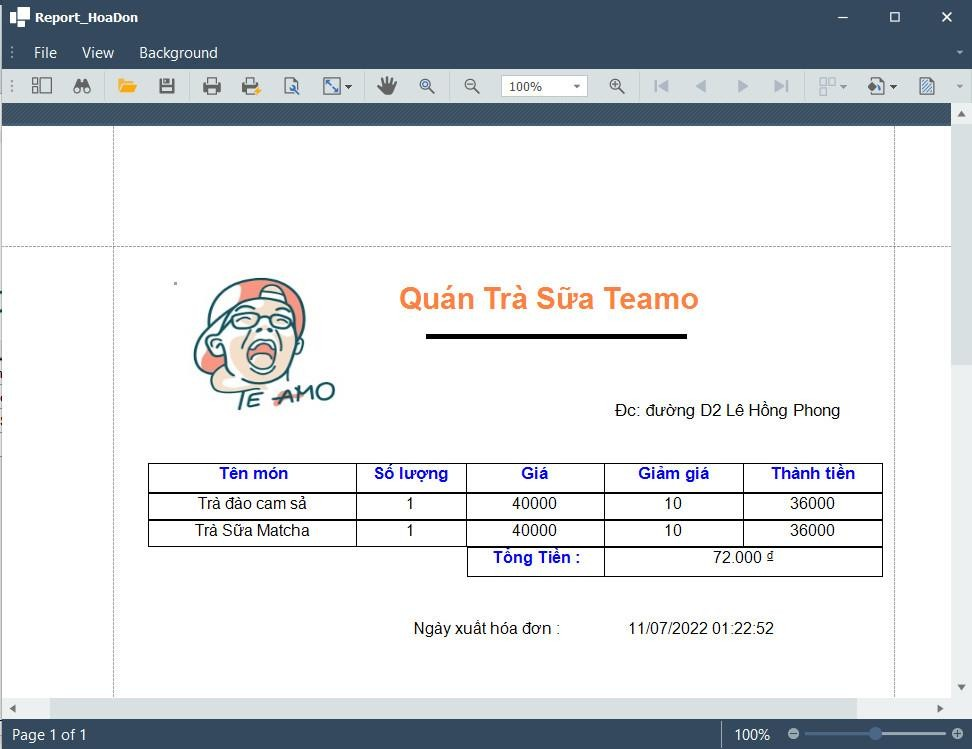 Report_HoaDon
File View Background
100%
Quán Trà Sữa Teamo
TE AMO
Đc: đường D2 Lê Hồng Phong
Tên món Số lượng Giá Giảm giá Thành tiền
Trà đào cam sả 1 40000 10 36000
Trà Sữa Matcha 1 40000 10 36000
Tổng Tiền : 72.000 ₫
Ngày xuất hóa đơn : 11/07/2022 01:22:52
Page 1 of 1 100%